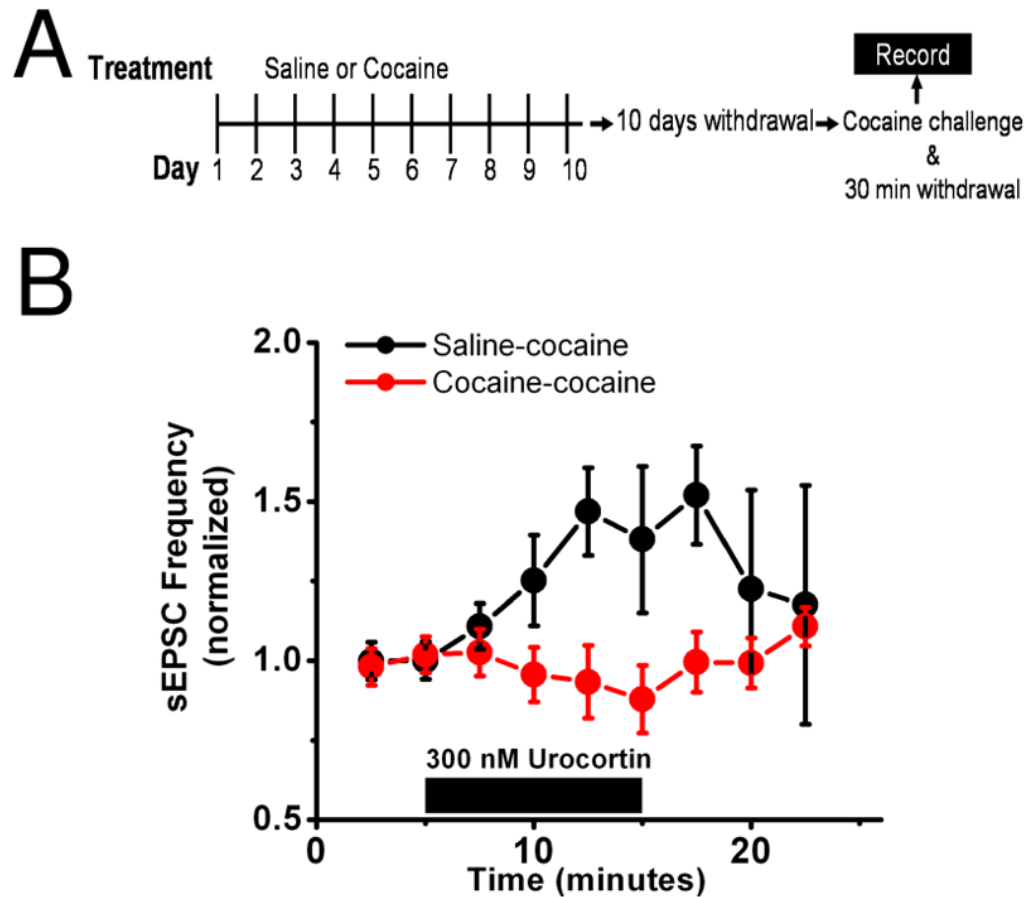 A
Treatment
Saline or Cocaine
Record
10 days withdrawal
Cocaine challenge
&
30 min withdrawal
Day 1 2 3 4 5 6 7 8 9 10
B
Saline-cocaine
Cocaine-cocaine
sEPSC Frequency
(normalized)
2.0
1.5
1.0
0.5
300 nM Urocortin
0 10 20
Time (minutes)